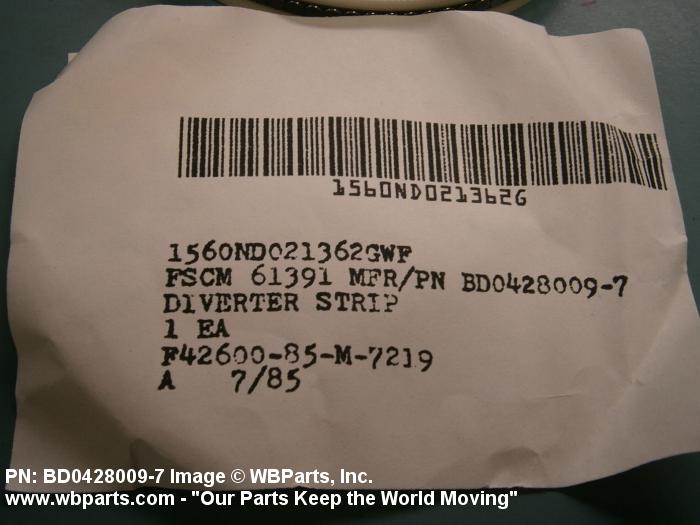 1560ND021362G
1560ND021362GWF
FSCM 61391 MFR/PN BD0428009-7
D1VERTER STRIP
1 EA
F42600-85-M-7219
A 7/85
PN: BD0428009-7 Image © WBParts, Inc.
www.wbparts.com - "Our Parts Keep the World Moving"